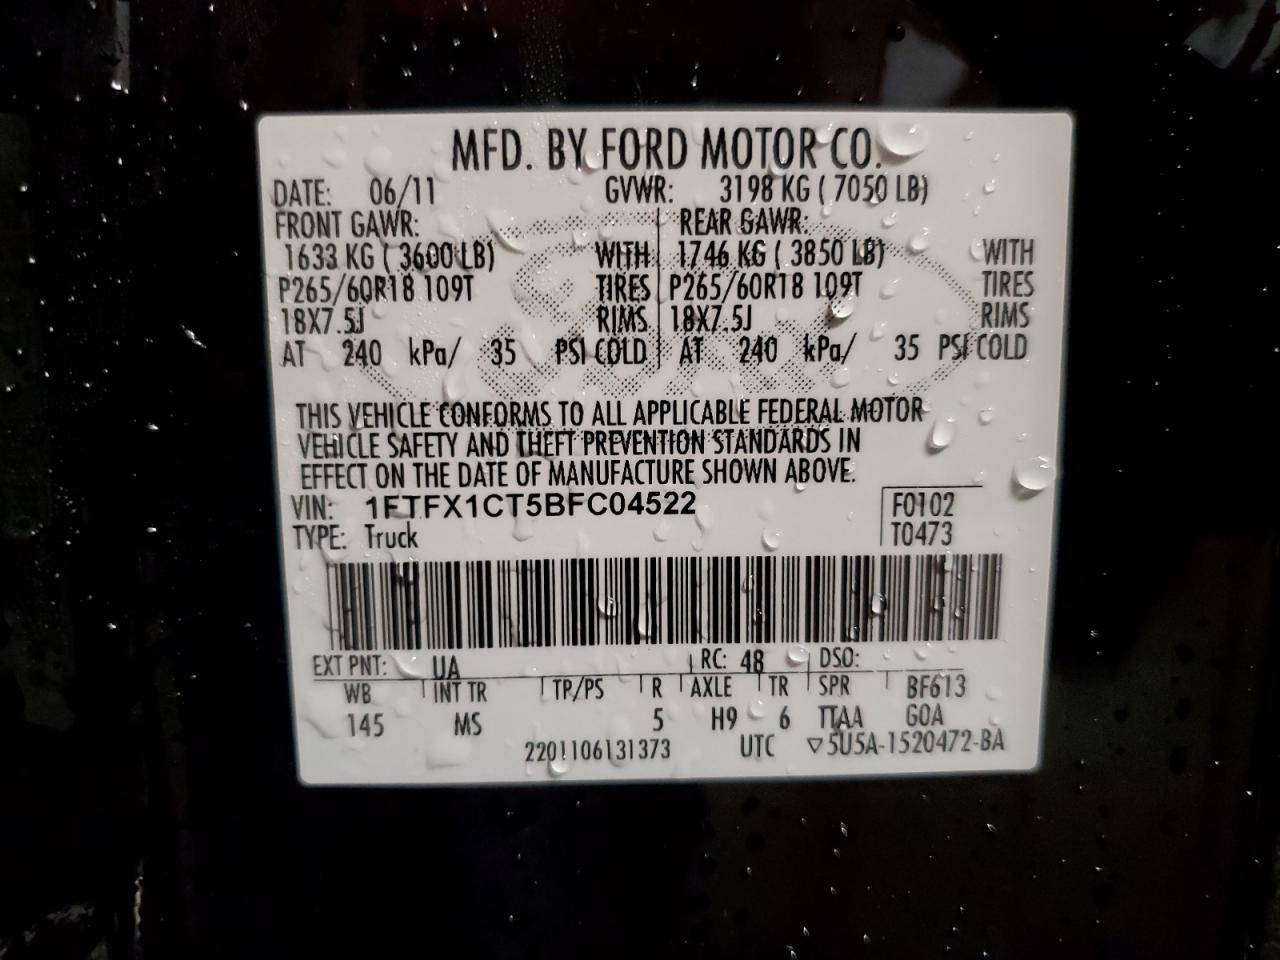 MFD. BY FORD MOTOR CO.
DATE: 06/11 GVWR: 3198 KG ( 7050 LB)
FRONT GAWR: REAR GAWR:
1633 KG ( 3600 LB) WITH 1746 KG ( 3850 LB) WITH
P265/60R18 109T TIRES P265/60R18 109T TIRES
18X7.5J RIMS 18X7.5J RIMS
AT 240 kPa/ 35 PSI COLD AT 240 kPa/ 35 PSI COLD
THIS VEHICLE CONFORMS TO ALL APPLICABLE FEDERAL MOTOR
VEHICLE SAFETY AND THEFT PREVENTION STANDARDS IN
EFFECT ON THE DATE OF MANUFACTURE SHOWN ABOVE.
VIN: 1FTFX1CT5BFC04522 F0102
TYPE: Truck T0473
EXT PNT: UA RC: 48 DSO:
WB INT TR TP/PS R AXLE TR SPR BF613
145 MS 5 H9 6 TTAA GOA
2201106131373 UTC ▽5U5A-1520472-BA